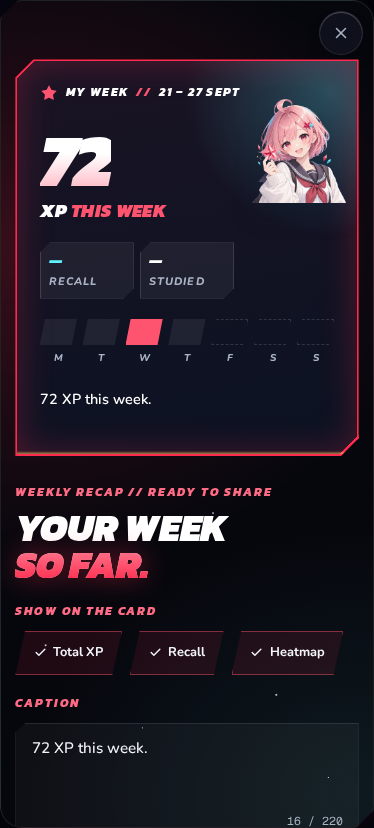 MY WEEK // 21 – 27 SEPT
72
XP THIS WEEK
–
RECALL
–
STUDIED
M T W T F S S
72 XP this week.
WEEKLY RECAP // READY TO SHARE
YOUR WEEK
SO FAR.
SHOW ON THE CARD
Total XP Recall Heatmap
CAPTION
72 XP this week.
16 / 220